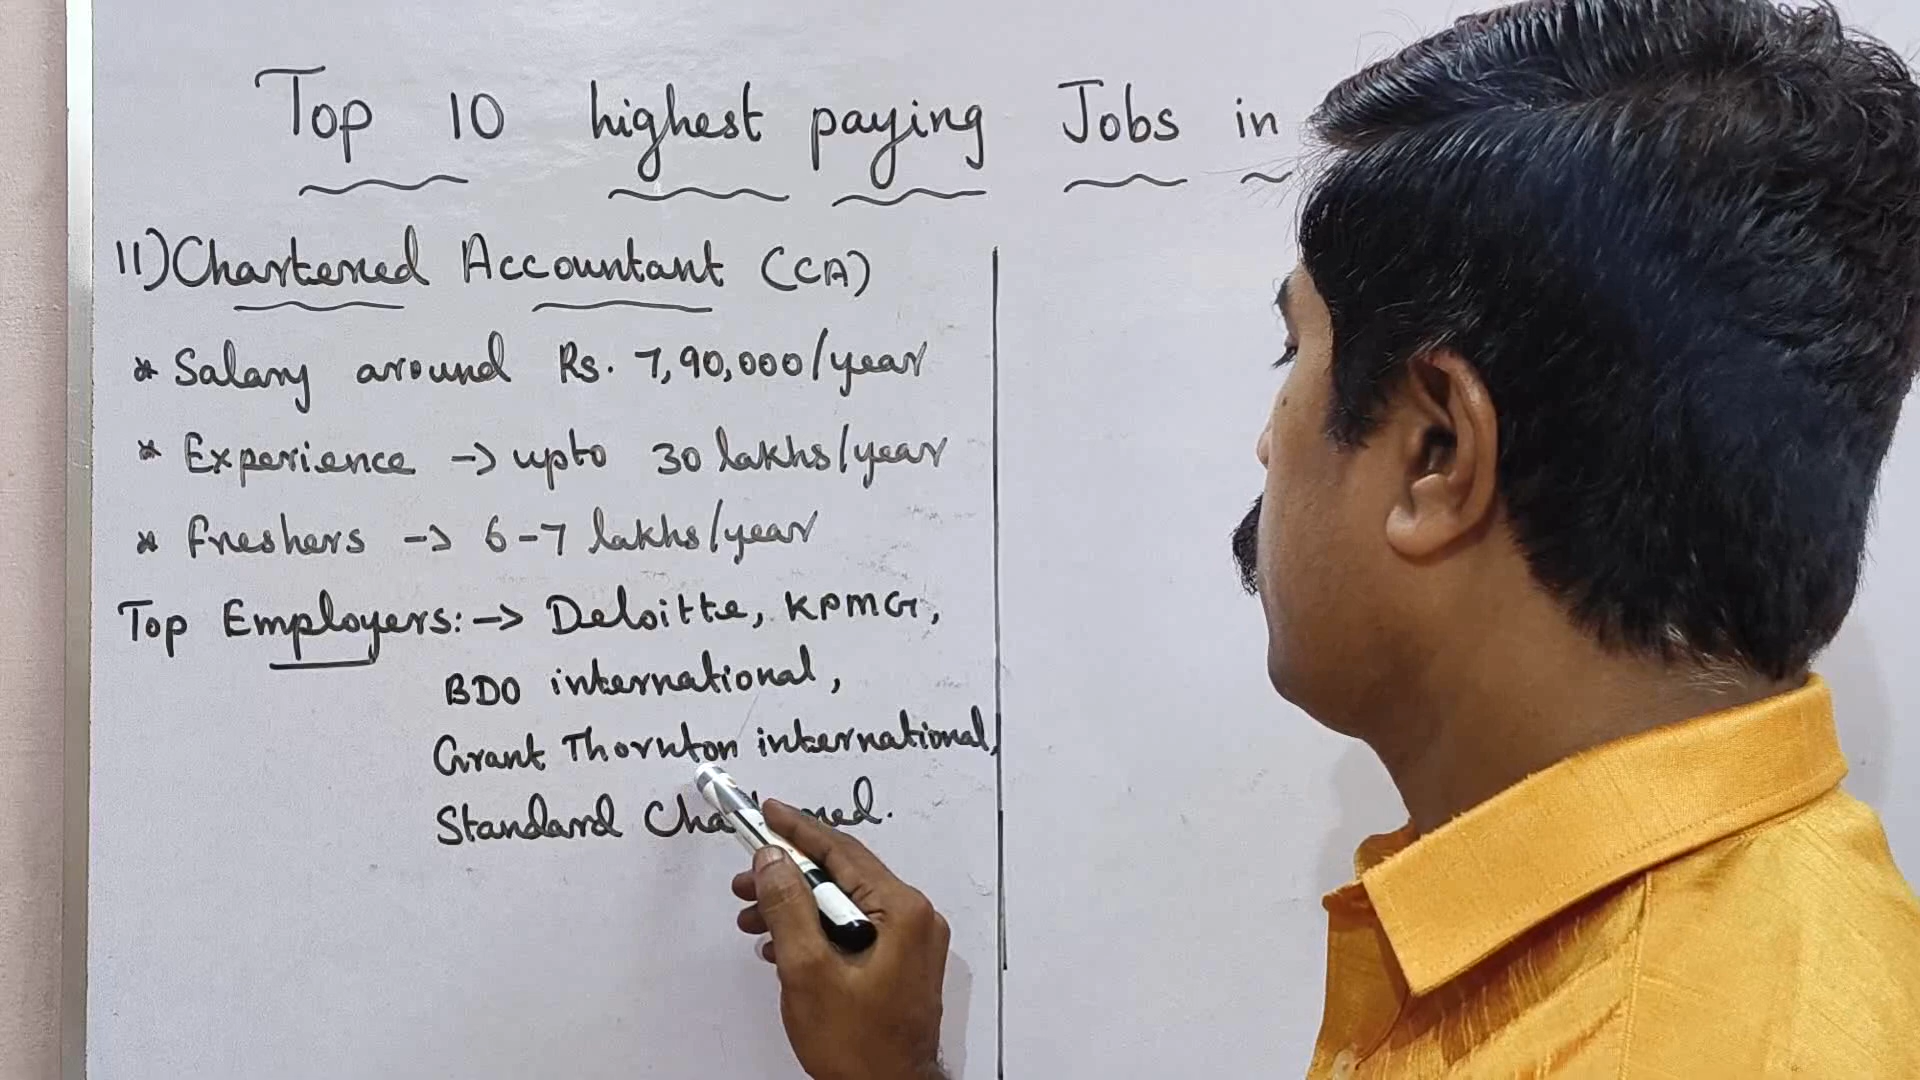 Top 10 highest paying Jobs in
11) Chartered Accountant (CA)
* Salary around Rs. 7,90,000/year
* Experience -> upto 30 lakhs/year
* Freshers -> 6-7 lakhs/year
Top Employers: -> Deloitte, KPMG,
BDO international,
Grant Thornton international,
Standard